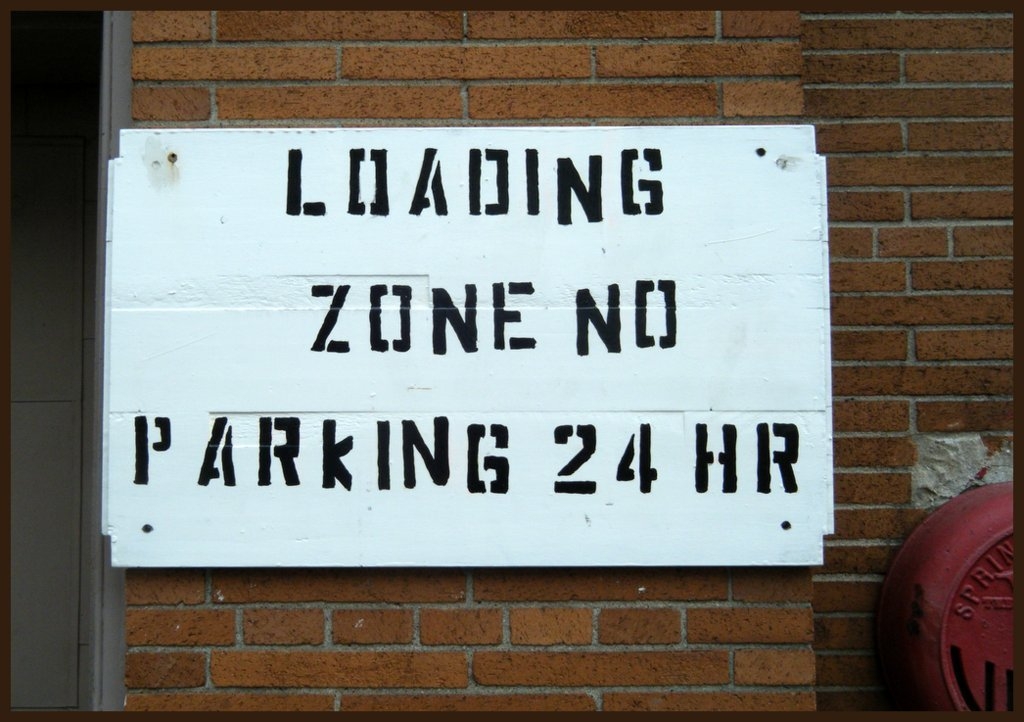 LOADING
ZONE NO
PARkING 24 HR